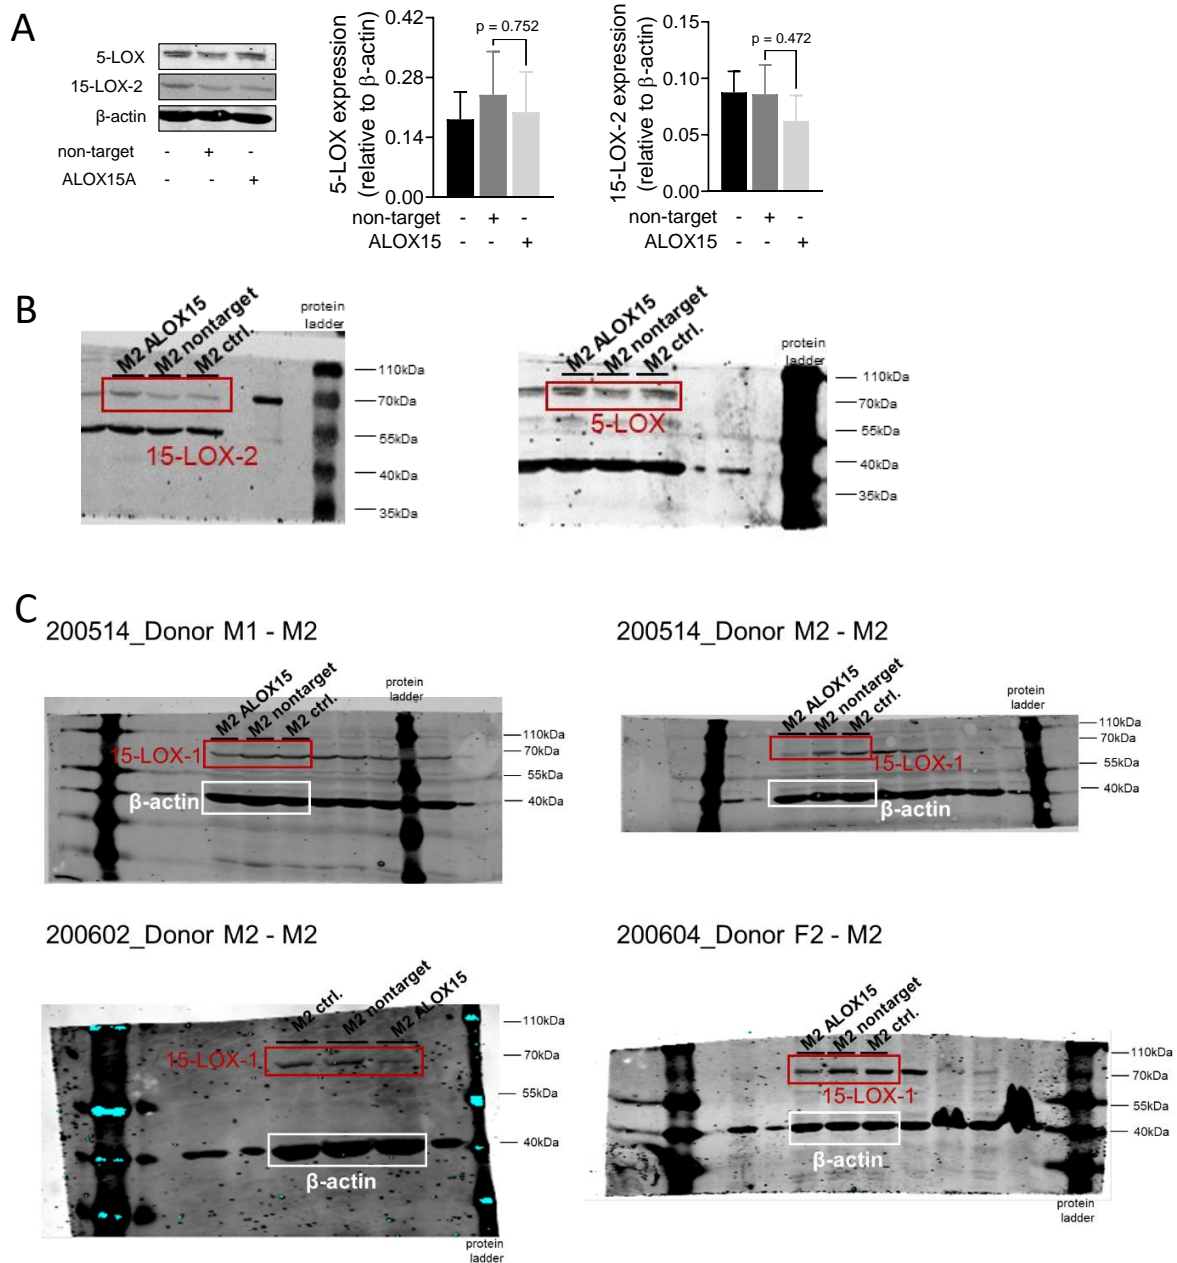 A
5-LOX
15-LOX-2
β-actin
non-target - + -
ALOX15A - - +
5-LOX expression
(relative to β-actin)
0.42
0.28
0.14
0.00
p = 0.752
non-target - + -
ALOX15 - - +
15-LOX-2 expression
(relative to β-actin)
0.15
0.10
0.05
0.00
p = 0.472
non-target - + -
ALOX15 - - +
B
M2 ALOX15
M2 nontarget
M2 ctrl.
protein
ladder
110kDa
70kDa
55kDa
40kDa
35kDa
15-LOX-2
M2 ALOX15
M2 nontarget
M2 ctrl.
protein
ladder
110kDa
70kDa
55kDa
40kDa
35kDa
5-LOX
C
200514_Donor M1 - M2
M2 ALOX15
M2 nontarget
M2 ctrl.
protein
ladder
110kDa
70kDa
55kDa
40kDa
15-LOX-1
β-actin
200514_Donor M2 - M2
M2 ALOX15
M2 nontarget
M2 ctrl.
protein
ladder
110kDa
70kDa
55kDa
40kDa
15-LOX-1
β-actin
200602_Donor M2 - M2
M2 ctrl.
M2 nontarget
M2 ALOX15
110kDa
70kDa
55kDa
40kDa
15-LOX-1
β-actin
protein
ladder
200604_Donor F2 - M2
M2 ALOX15
M2 nontarget
M2 ctrl.
110kDa
70kDa
55kDa
40kDa
15-LOX-1
β-actin
protein
ladder